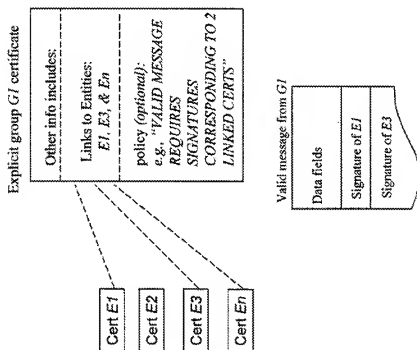 Explicit group G1 certificate
Other info includes:
Links to Entities:
E1, E3, & En
policy (optional):
e.g., "VALID MESSAGE
REQUIRES
SIGNATURES
CORRESPONDING TO 2
LINKED CERTS"
Cert E1
Cert E2
Cert E3
Cert En
Valid message from G1
Data fields
Signature of E1
Signature of E3